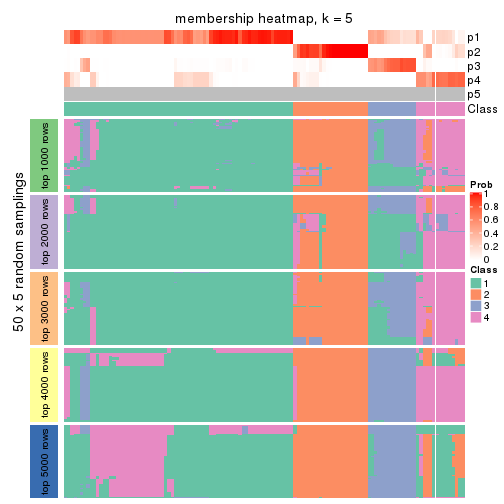 membership heatmap, k = 5
p1
p2
p3
p4
p5
Class
50 x 5 random samplings
top 1000 rows
top 2000 rows
top 3000 rows
top 4000 rows
top 5000 rows
Prob
1
0.8
0.6
0.4
0.2
0
Class
1
2
3
4